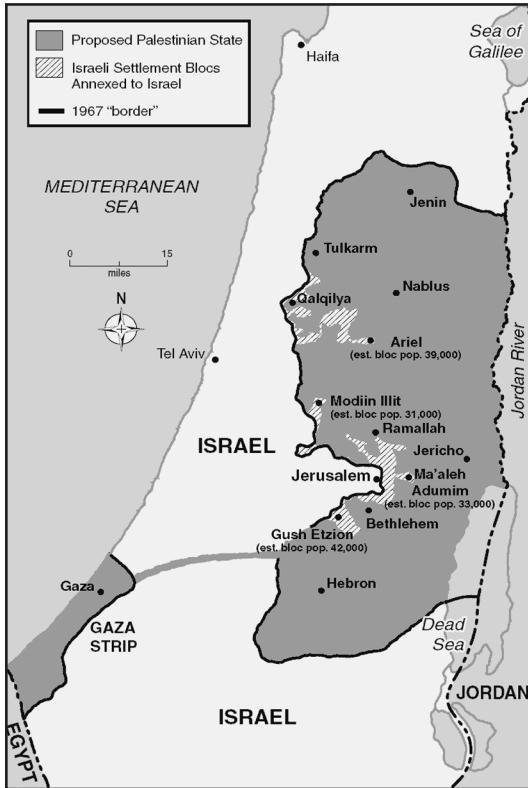 Proposed Palestinian State
Israeli Settlement Blocs
Annexed to Israel
1967 “border”
Haifa
Sea of
Galilee
MEDITERRANEAN
SEA
0 15
miles
N
Tel Aviv
Jenin
Tulkarm
Nablus
Qalqilya
Ariel
(est. bloc pop. 39,000)
Modiin Illit
(est. bloc pop. 31,000)
Ramallah
ISRAEL
Jericho
Jerusalem
Ma’aleh
Adumim
(est. bloc pop. 33,000)
Bethlehem
Gush Etzion
(est. bloc pop. 42,000)
Hebron
Jordan River
Gaza
GAZA
STRIP
Dead
Sea
JORDAN
ISRAEL
EGYPT